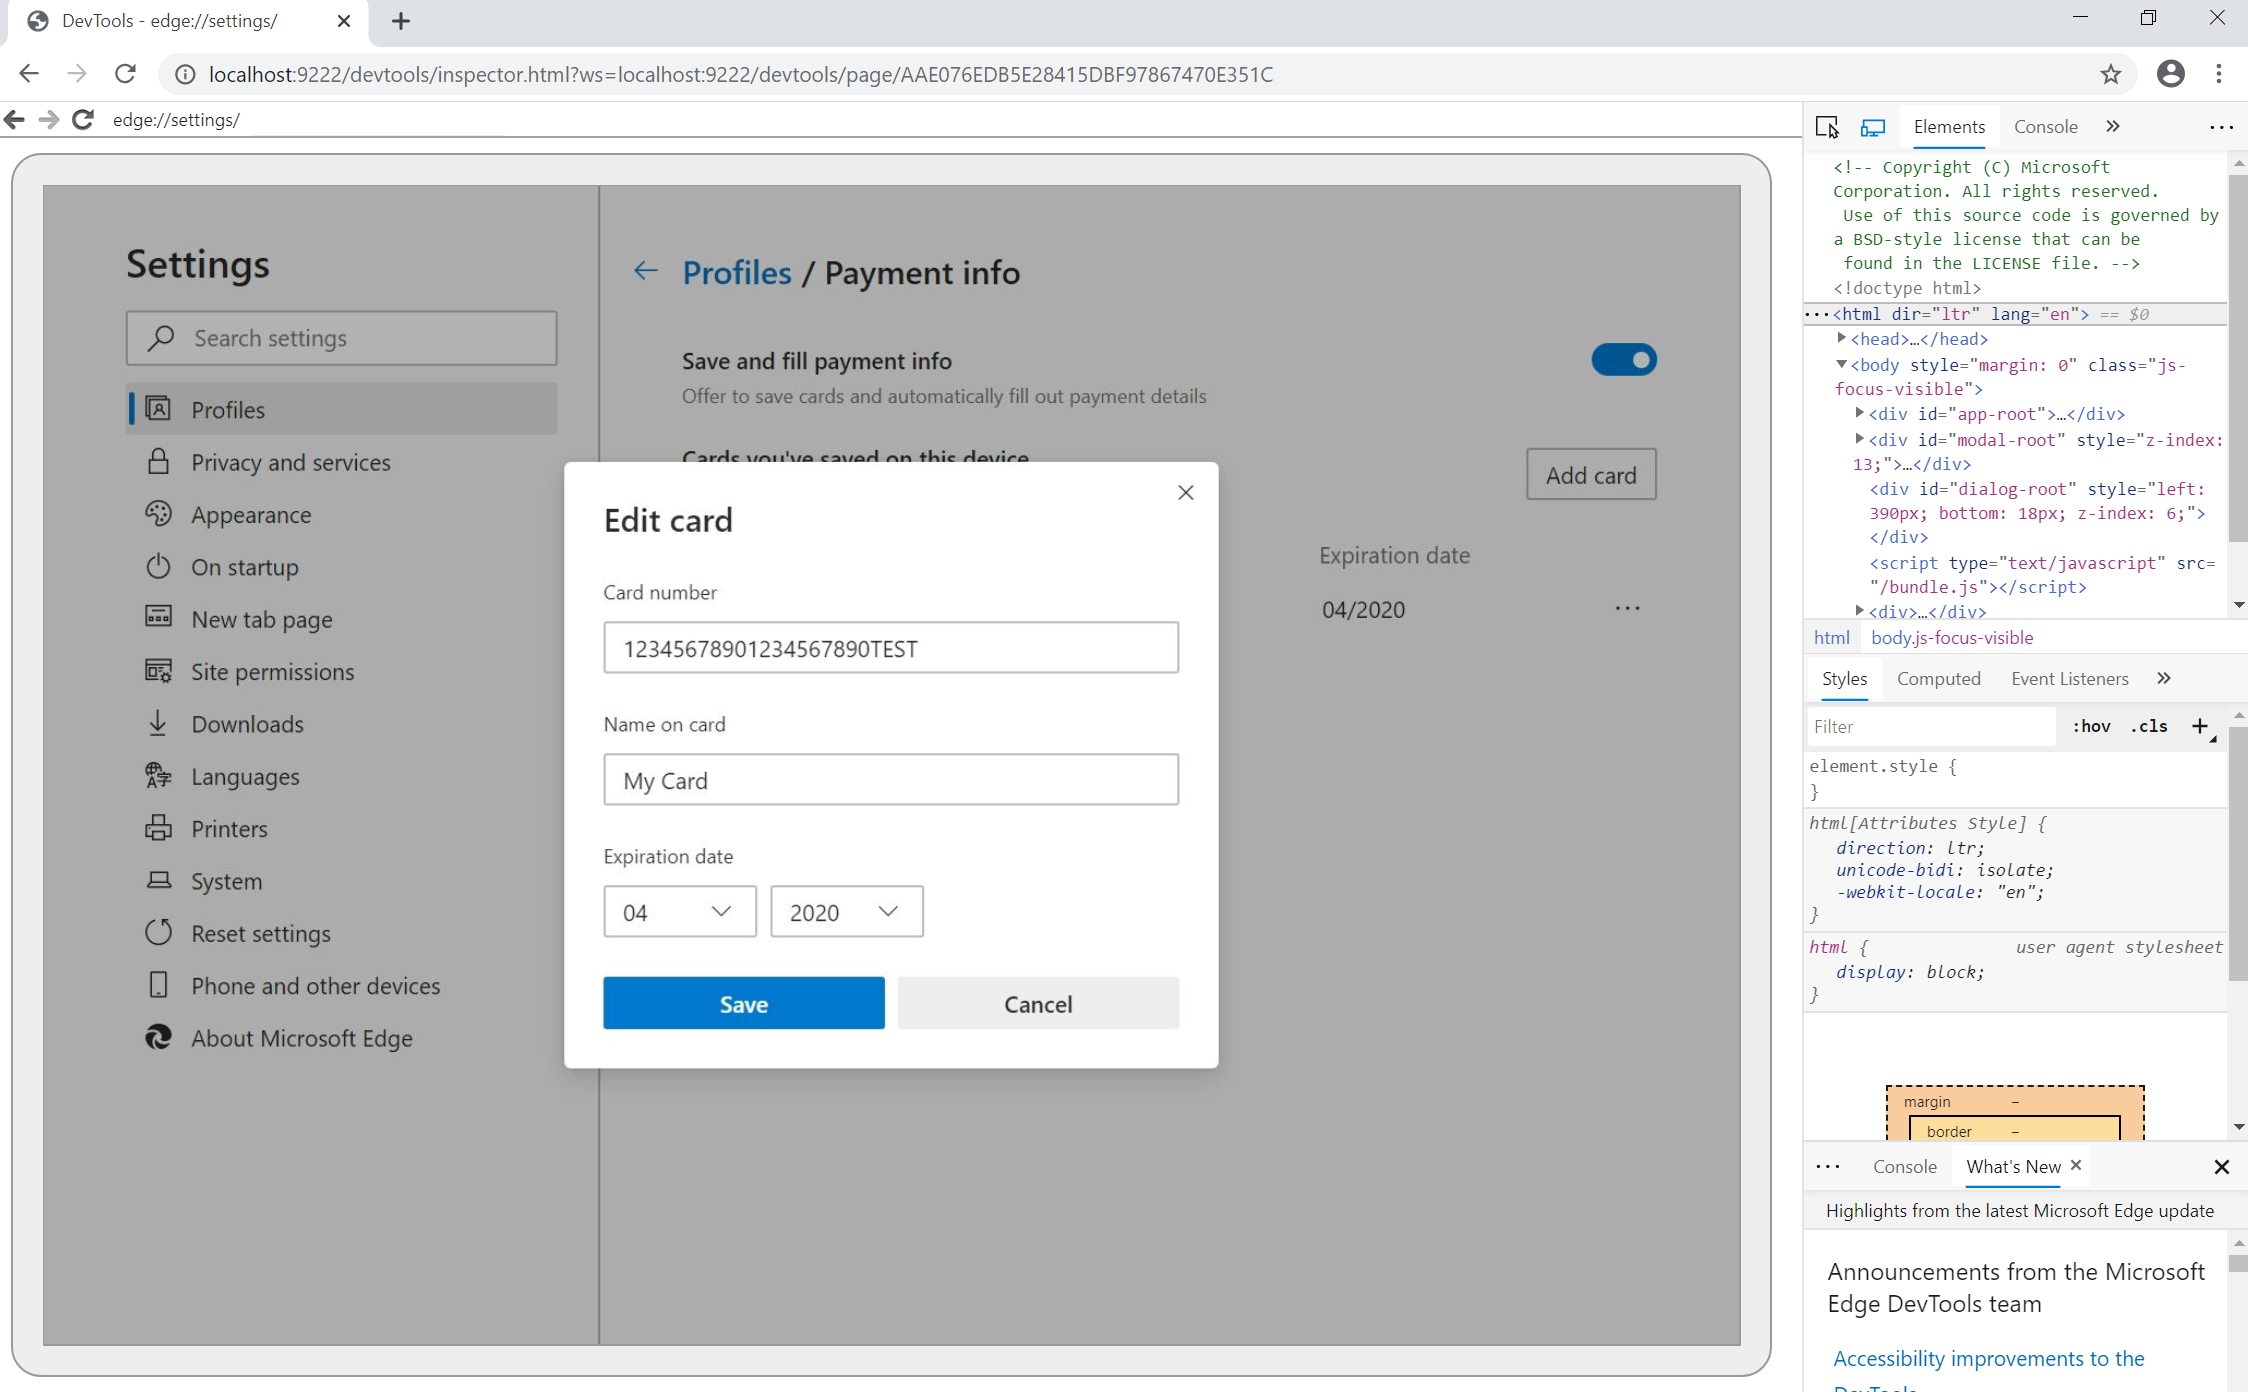 DevTools - edge://settings/
localhost:9222/devtools/inspector.html?ws=localhost:9222/devtools/page/AAE076EDB5E28415DBF97867470E351C
edge://settings/
Settings
Search settings
Profiles
Privacy and services
Appearance
On startup
New tab page
Site permissions
Downloads
Languages
Printers
System
Reset settings
Phone and other devices
About Microsoft Edge
Profiles / Payment info
Save and fill payment info
Offer to save cards and automatically fill out payment details
Cards you've saved on this device
Add card
Expiration date
04/2020
Edit card
Card number
12345678901234567890TEST
Name on card
My Card
Expiration date
04 2020
Save Cancel
Elements Console
<!-- Copyright (C) Microsoft
Corporation. All rights reserved.
Use of this source code is governed by
a BSD-style license that can be
found in the LICENSE file. -->
<!doctype html>
<html dir="ltr" lang="en"> == $0
<head>…</head>
<body style="margin: 0" class="js-
focus-visible">
<div id="app-root">…</div>
<div id="modal-root" style="z-index:
13;">…</div>
<div id="dialog-root" style="left:
390px; bottom: 18px; z-index: 6;">
</div>
<script type="text/javascript" src=
"/bundle.js"></script>
<div>…</div>
html body.js-focus-visible
Styles Computed Event Listeners
Filter :hov .cls
element.style {
}
html[Attributes Style] {
direction: ltr;
unicode-bidi: isolate;
-webkit-locale: "en";
}
html { user agent stylesheet
display: block;
}
margin –
border –
Console What's New
Highlights from the latest Microsoft Edge update
Announcements from the Microsoft
Edge DevTools team
Accessibility improvements to the
DevTools